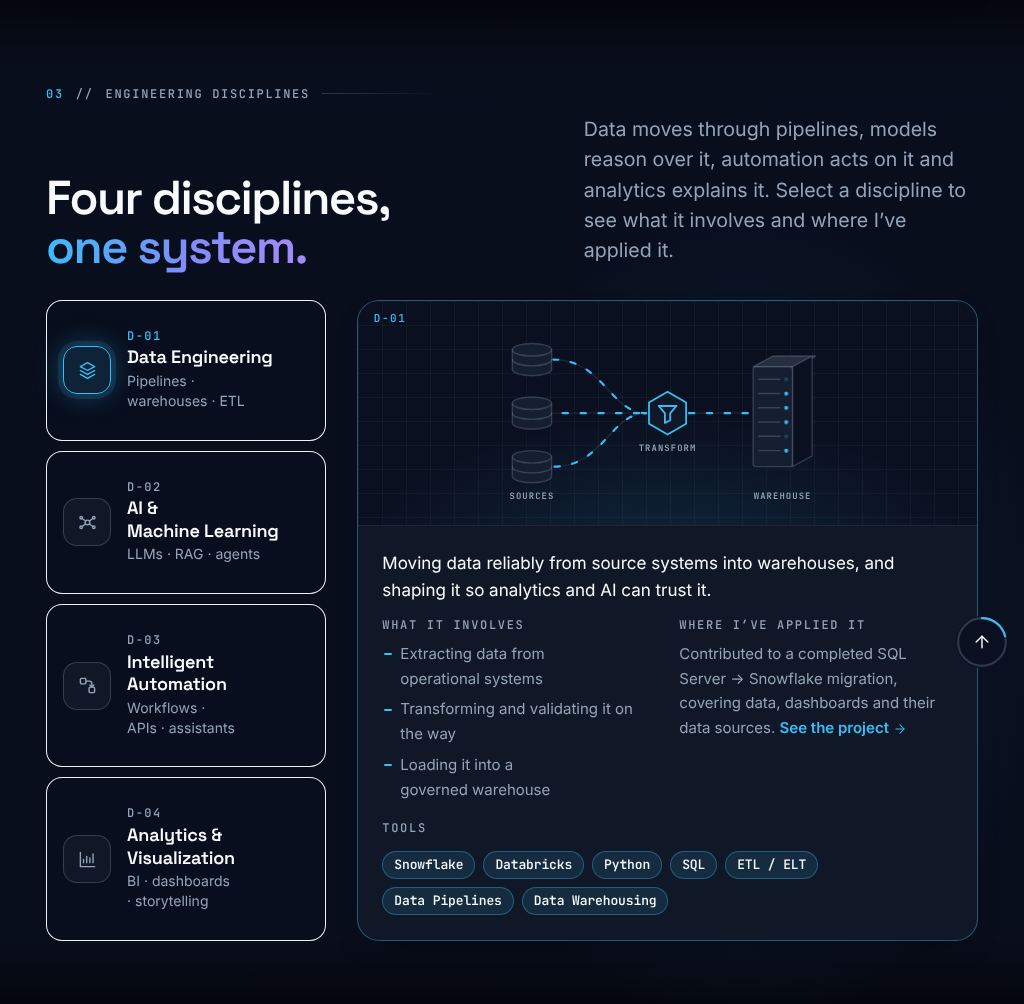 03 // ENGINEERING DISCIPLINES
Four disciplines,
one system.
Data moves through pipelines, models
reason over it, automation acts on it and
analytics explains it. Select a discipline to
see what it involves and where I’ve
applied it.
D-01
Data Engineering
Pipelines ·
warehouses · ETL
D-02
AI &
Machine Learning
LLMs · RAG · agents
D-03
Intelligent
Automation
Workflows ·
APIs · assistants
D-04
Analytics &
Visualization
BI · dashboards
· storytelling
D-01
TRANSFORM
SOURCES
WAREHOUSE
Moving data reliably from source systems into warehouses, and
shaping it so analytics and AI can trust it.
WHAT IT INVOLVES
– Extracting data from
operational systems
– Transforming and validating it on
the way
– Loading it into a
governed warehouse
WHERE I’VE APPLIED IT
Contributed to a completed SQL
Server → Snowflake migration,
covering data, dashboards and their
data sources. See the project →
TOOLS
Snowflake Databricks Python SQL ETL / ELT
Data Pipelines Data Warehousing